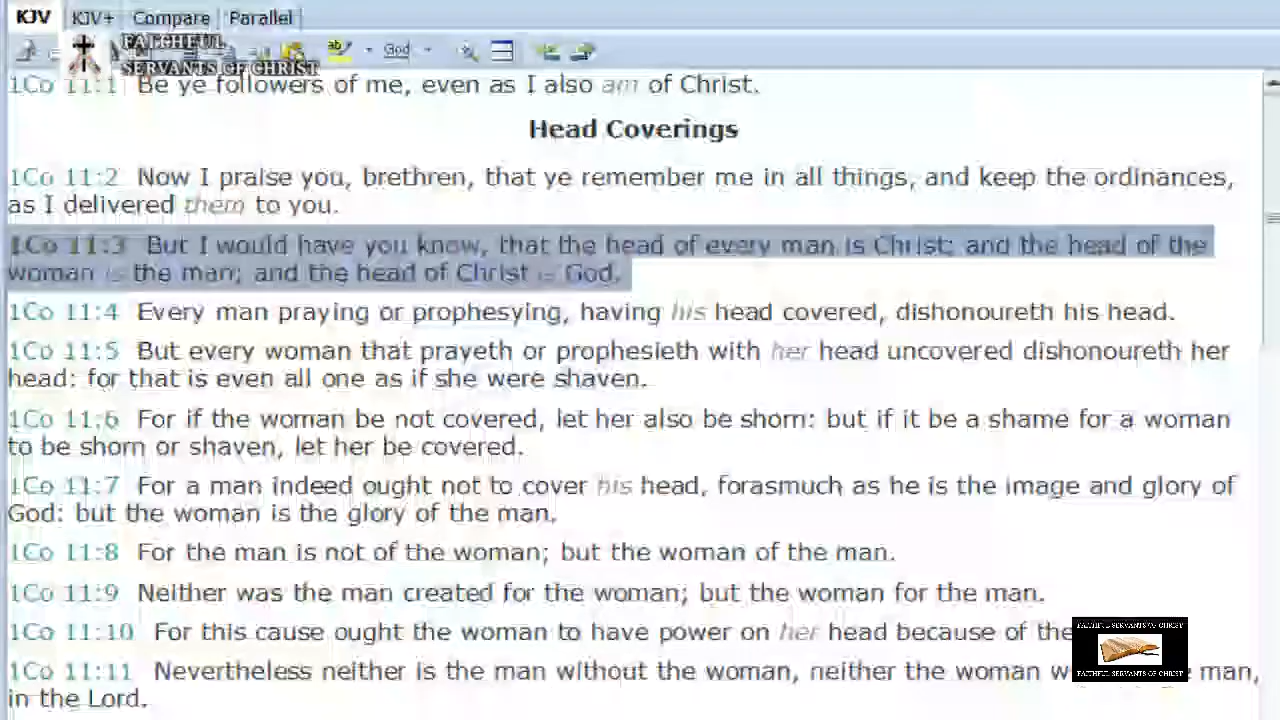 KJV KJV+ Compare Parallel
FAITHFUL
SERVANTS OF CHRIST
God
1Co 11:1 Be ye followers of me, even as I also am of Christ.
Head Coverings
1Co 11:2 Now I praise you, brethren, that ye remember me in all things, and keep the ordinances,
as I delivered them to you.
1Co 11:3 But I would have you know, that the head of every man is Christ; and the head of the
woman is the man; and the head of Christ is God.
1Co 11:4 Every man praying or prophesying, having his head covered, dishonoureth his head.
1Co 11:5 But every woman that prayeth or prophesieth with her head uncovered dishonoureth her
head: for that is even all one as if she were shaven.
1Co 11:6 For if the woman be not covered, let her also be shorn: but if it be a shame for a woman
to be shorn or shaven, let her be covered.
1Co 11:7 For a man indeed ought not to cover his head, forasmuch as he is the image and glory of
God: but the woman is the glory of the man.
1Co 11:8 For the man is not of the woman; but the woman of the man.
1Co 11:9 Neither was the man created for the woman; but the woman for the man.
1Co 11:10 For this cause ought the woman to have power on her head because of the
1Co 11:11 Nevertheless neither is the man without the woman, neither the woman man,
in the Lord.
FAITHFUL SERVANTS OF CHRIST
FAITHFUL SERVANTS OF CHRIST